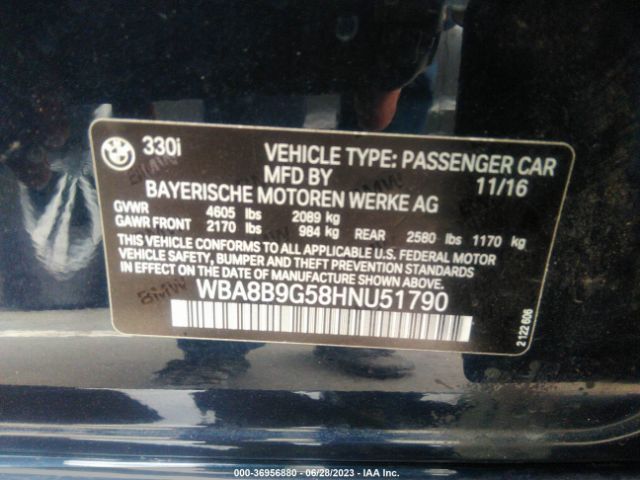 330i
VEHICLE TYPE: PASSENGER CAR
MFD BY 11/16
BAYERISCHE MOTOREN WERKE AG
GVWR 4605 lbs 2089 kg
GAWR FRONT 2170 lbs 984 kg REAR 2580 lbs 1170 kg
THIS VEHICLE CONFORMS TO ALL APPLICABLE U.S. FEDERAL MOTOR
VEHICLE SAFETY, BUMPER AND THEFT PREVENTION STANDARDS
IN EFFECT ON THE DATE OF MANUFACTURE SHOWN ABOVE.
WBA8B9G58HNU51790
2 122 606
000-36956880 - 06/28/2023 - IAA Inc.